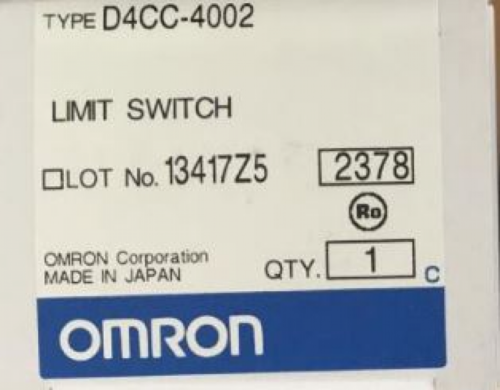 TYPE D4CC-4002
LIMIT SWITCH
☐LOT No. 13417Z5 2378
Ro
OMRON Corporation
MADE IN JAPAN QTY. 1 C
OMRON